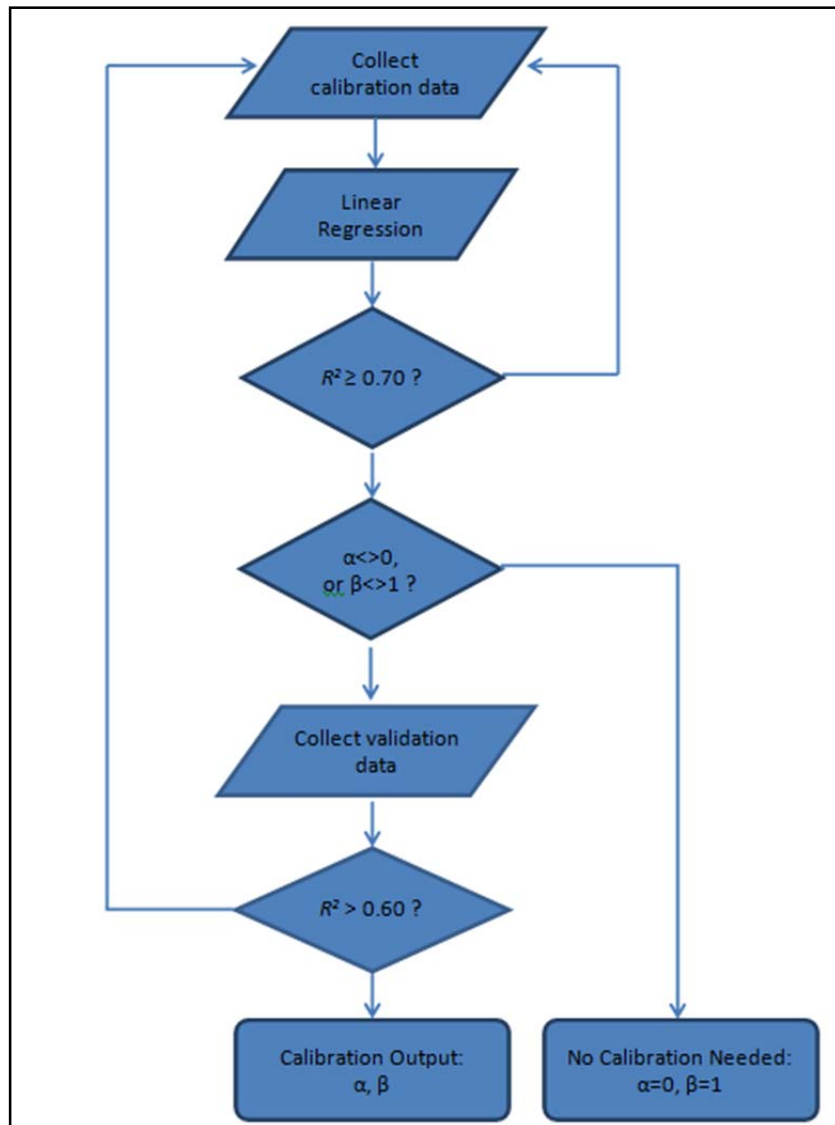 Collect
calibration data
Linear
Regression
R² ≥ 0.70 ?
α<>0,
or β<>1 ?
Collect validation
data
R² > 0.60 ?
Calibration Output:
α, β
No Calibration Needed:
α=0, β=1